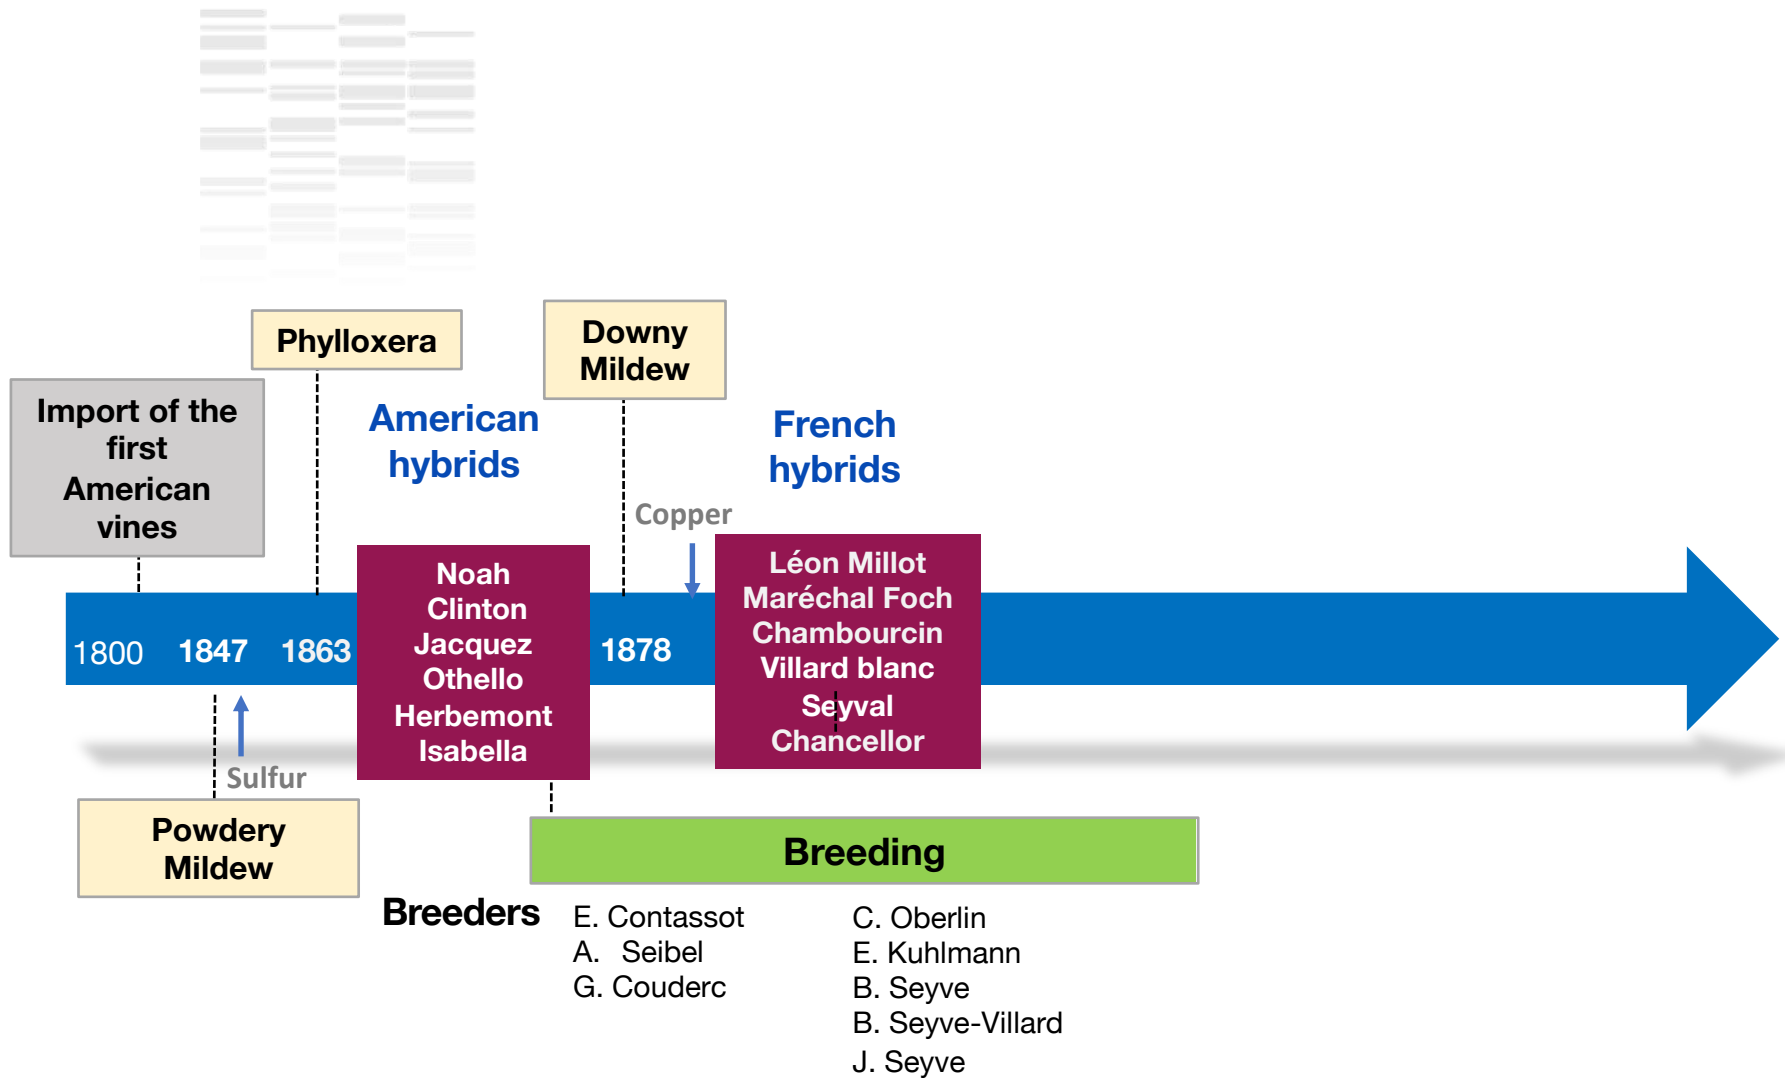 Phylloxera
Downy
Mildew
Import of the
first
American
vines
American
hybrids
French
hybrids
Copper
Noah
Clinton
Jacquez
Othello
Herbemont
Isabella
Léon Millot
Maréchal Foch
Chambourcin
Villard blanc
Seyval
Chancellor
1800 1847 1863 1878
Sulfur
Powdery
Mildew
Breeding
Breeders
E. Contassot
A. Seibel
G. Couderc
C. Oberlin
E. Kuhlmann
B. Seyve
B. Seyve-Villard
J. Seyve